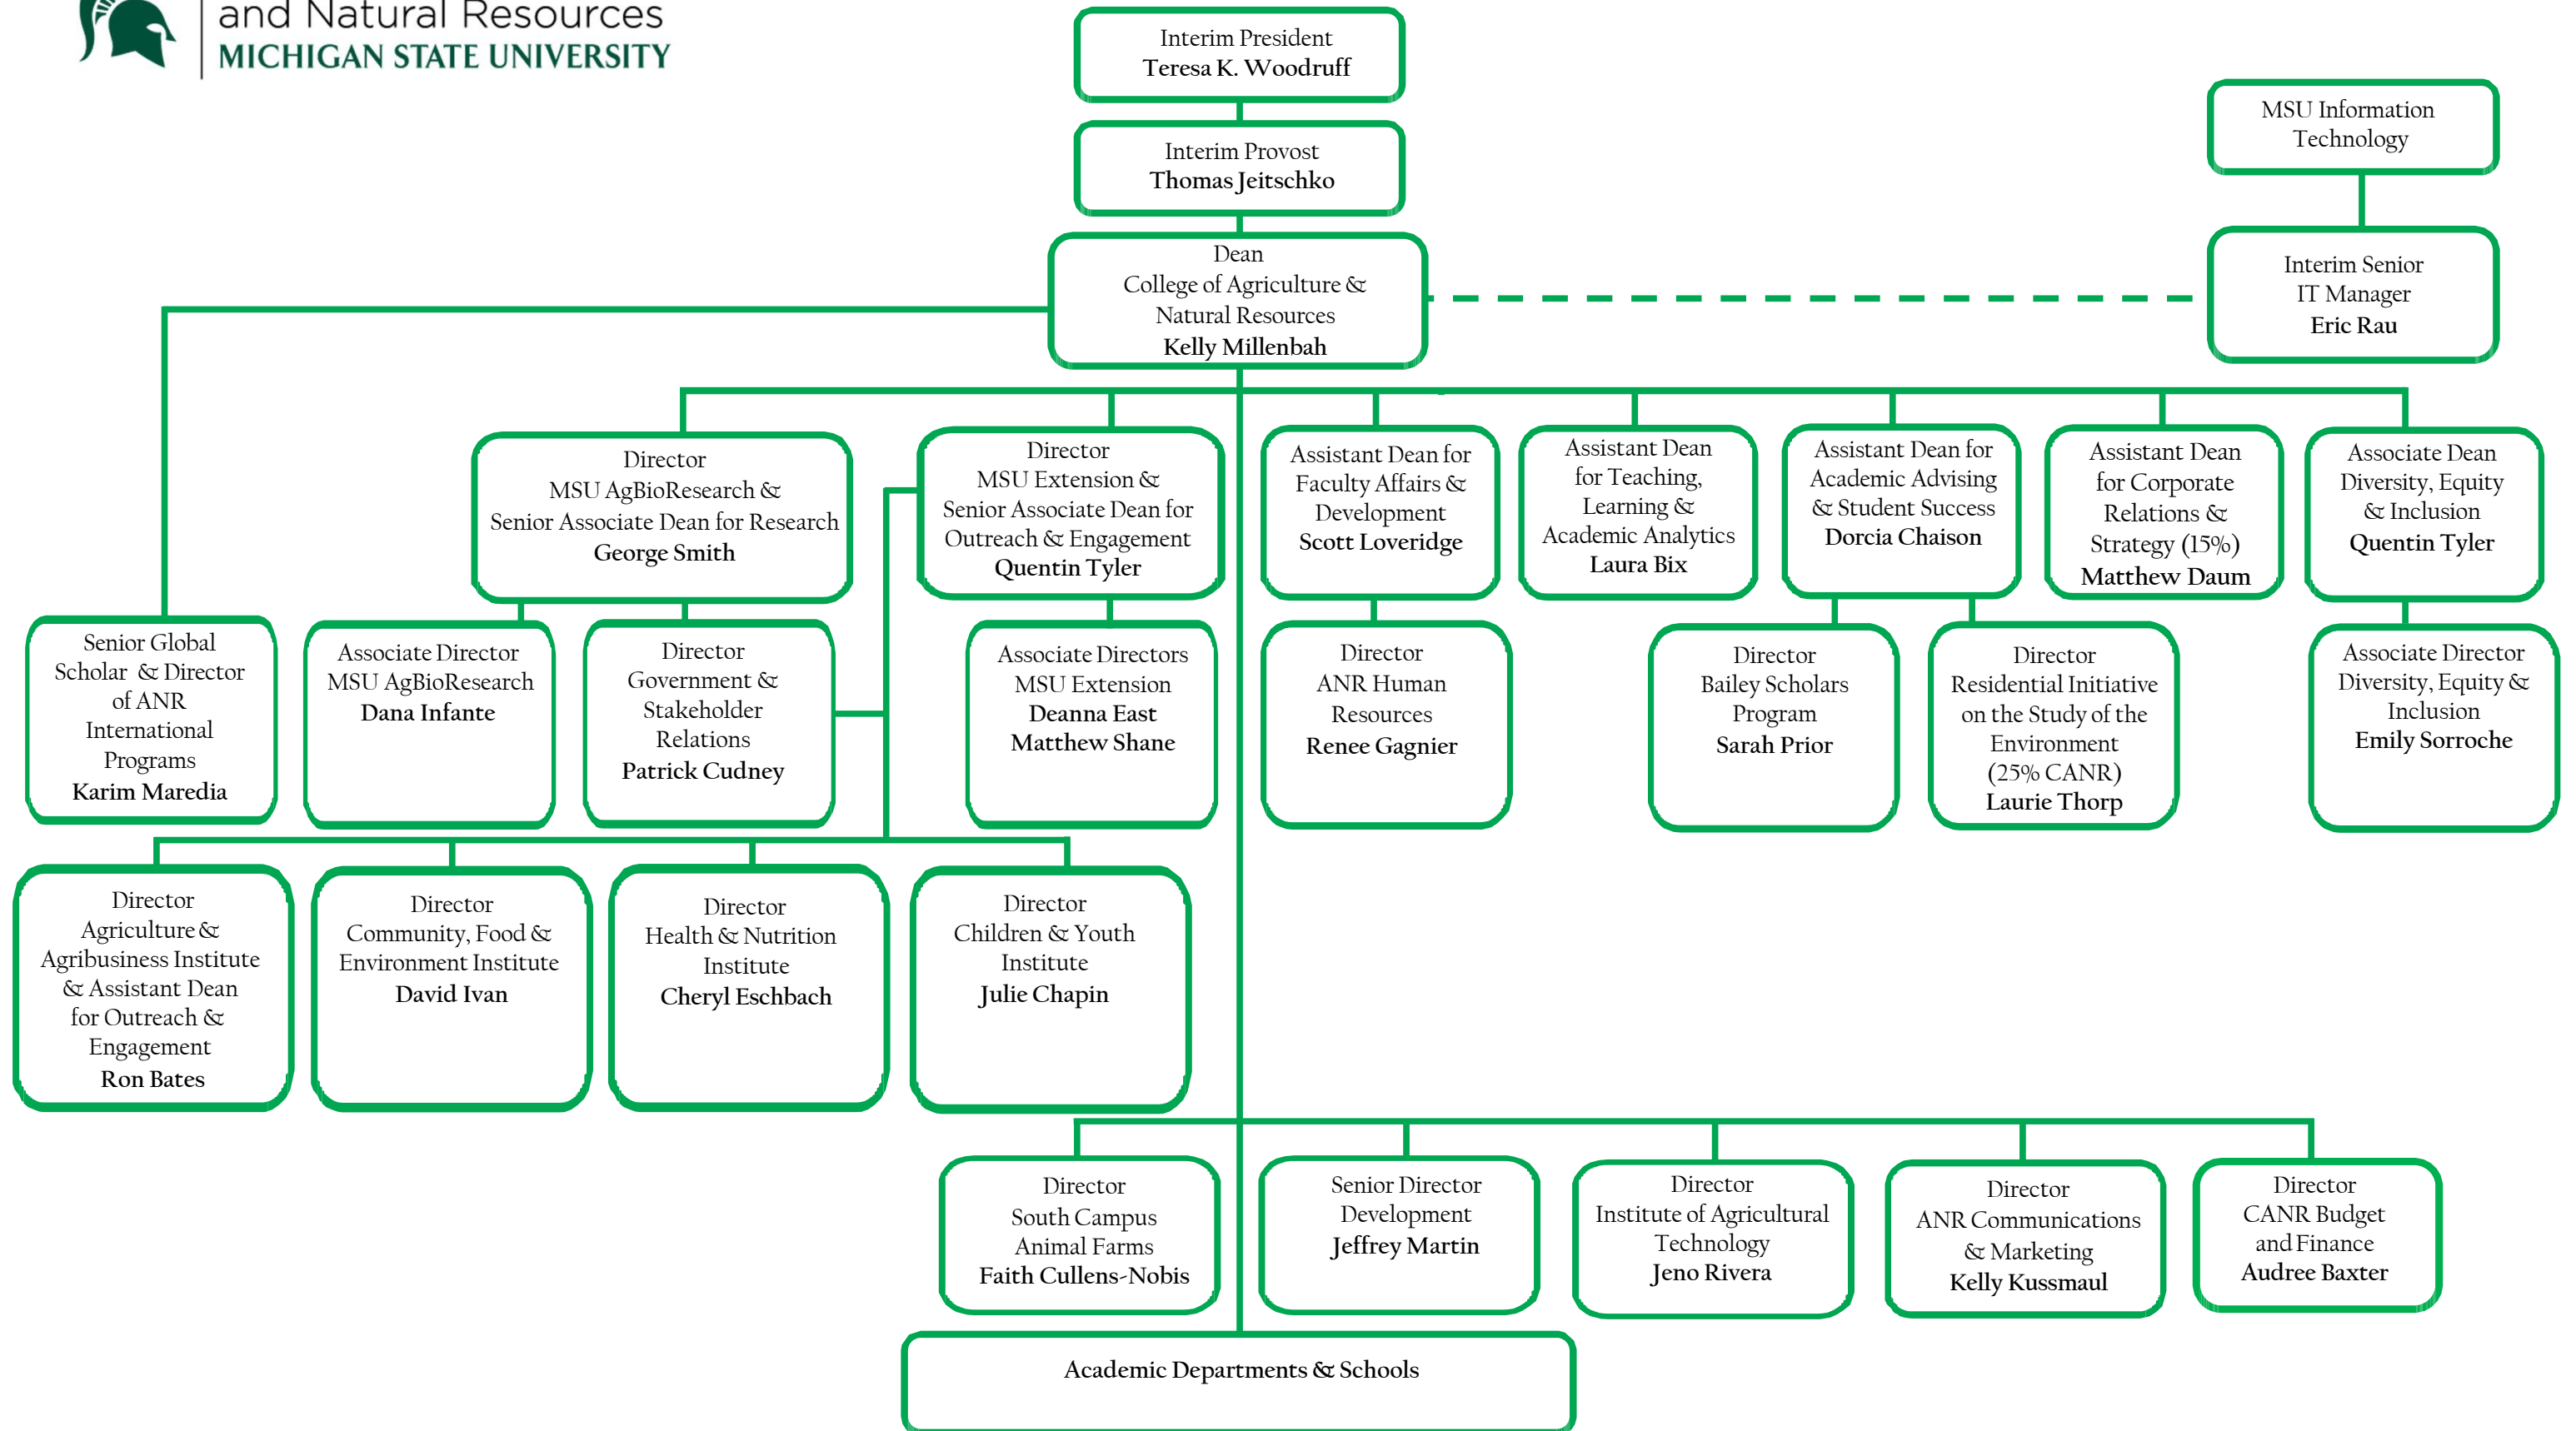 and Natural Resources
MICHIGAN STATE UNIVERSITY
Interim President
Teresa K. Woodruff
Interim Provost
Thomas Jeitschko
MSU Information
Technology
Dean
College of Agriculture &
Natural Resources
Kelly Millenbah
Interim Senior
IT Manager
Eric Rau
Director
MSU AgBioResearch &
Senior Associate Dean for Research
George Smith
Director
MSU Extension &
Senior Associate Dean for
Outreach & Engagement
Quentin Tyler
Assistant Dean for
Faculty Affairs &
Development
Scott Loveridge
Assistant Dean
for Teaching,
Learning &
Academic Analytics
Laura Bix
Assistant Dean for
Academic Advising
& Student Success
Dorcia Chaison
Assistant Dean
for Corporate
Relations &
Strategy (15%)
Matthew Daum
Associate Dean
Diversity, Equity
& Inclusion
Quentin Tyler
Senior Global
Scholar & Director
of ANR
International
Programs
Karim Maredia
Associate Director
MSU AgBioResearch
Dana Infante
Director
Government &
Stakeholder
Relations
Patrick Cudney
Associate Directors
MSU Extension
Deanna East
Matthew Shane
Director
ANR Human
Resources
Renee Gagnier
Director
Bailey Scholars
Program
Sarah Prior
Director
Residential Initiative
on the Study of the
Environment
(25% CANR)
Laurie Thorp
Associate Director
Diversity, Equity &
Inclusion
Emily Sorroche
Director
Agriculture &
Agribusiness Institute
& Assistant Dean
for Outreach &
Engagement
Ron Bates
Director
Community, Food &
Environment Institute
David Ivan
Director
Health & Nutrition
Institute
Cheryl Eschbach
Director
Children & Youth
Institute
Julie Chapin
Director
South Campus
Animal Farms
Faith Cullens-Nobis
Senior Director
Development
Jeffrey Martin
Director
Institute of Agricultural
Technology
Jeno Rivera
Director
ANR Communications
& Marketing
Kelly Kussmaul
Director
CANR Budget
and Finance
Audree Baxter
Academic Departments & Schools